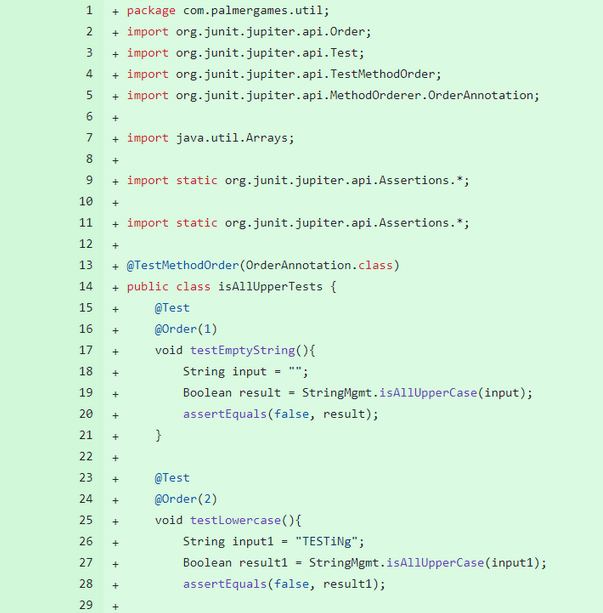 1 + package com.palmergames.util;
2 + import org.junit.jupiter.api.Order;
3 + import org.junit.jupiter.api.Test;
4 + import org.junit.jupiter.api.TestMethodOrder;
5 + import org.junit.jupiter.api.MethodOrderer.OrderAnnotation;
6 +
7 + import java.util.Arrays;
8 +
9 + import static org.junit.jupiter.api.Assertions.*;
10 +
11 + import static org.junit.jupiter.api.Assertions.*;
12 +
13 + @TestMethodOrder(OrderAnnotation.class)
14 + public class isAllUpperTests {
15 +     @Test
16 +     @Order(1)
17 +     void testEmptyString(){
18 +         String input = "";
19 +         Boolean result = StringMgmt.isAllUpperCase(input);
20 +         assertEquals(false, result);
21 +     }
22 +
23 +     @Test
24 +     @Order(2)
25 +     void testLowercase(){
26 +         String input1 = "TESTiNg";
27 +         Boolean result1 = StringMgmt.isAllUpperCase(input1);
28 +         assertEquals(false, result1);
29 +